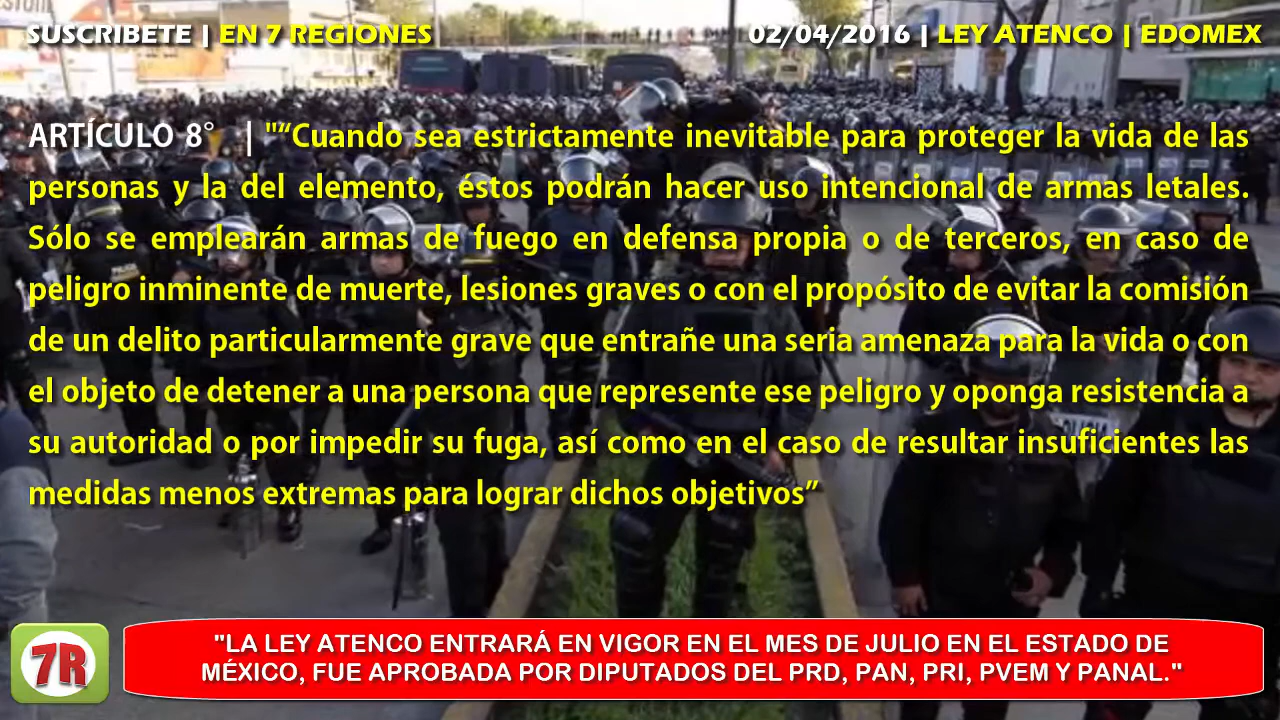 SUSCRIBETE | EN 7 REGIONES
02/04/2016 | LEY ATENCO | EDOMEX
ARTÍCULO 8° | "“Cuando sea estrictamente inevitable para proteger la vida de las
personas y la del elemento, éstos podrán hacer uso intencional de armas letales.
Sólo se emplearán armas de fuego en defensa propia o de terceros, en caso de
peligro inminente de muerte, lesiones graves o con el propósito de evitar la comisión
de un delito particularmente grave que entrañe una seria amenaza para la vida o con
el objeto de detener a una persona que represente ese peligro y oponga resistencia a
su autoridad o por impedir su fuga, así como en el caso de resultar insuficientes las
medidas menos extremas para lograr dichos objetivos”
7R
"LA LEY ATENCO ENTRARÁ EN VIGOR EN EL MES DE JULIO EN EL ESTADO DE
MÉXICO, FUE APROBADA POR DIPUTADOS DEL PRD, PAN, PRI, PVEM Y PANAL."